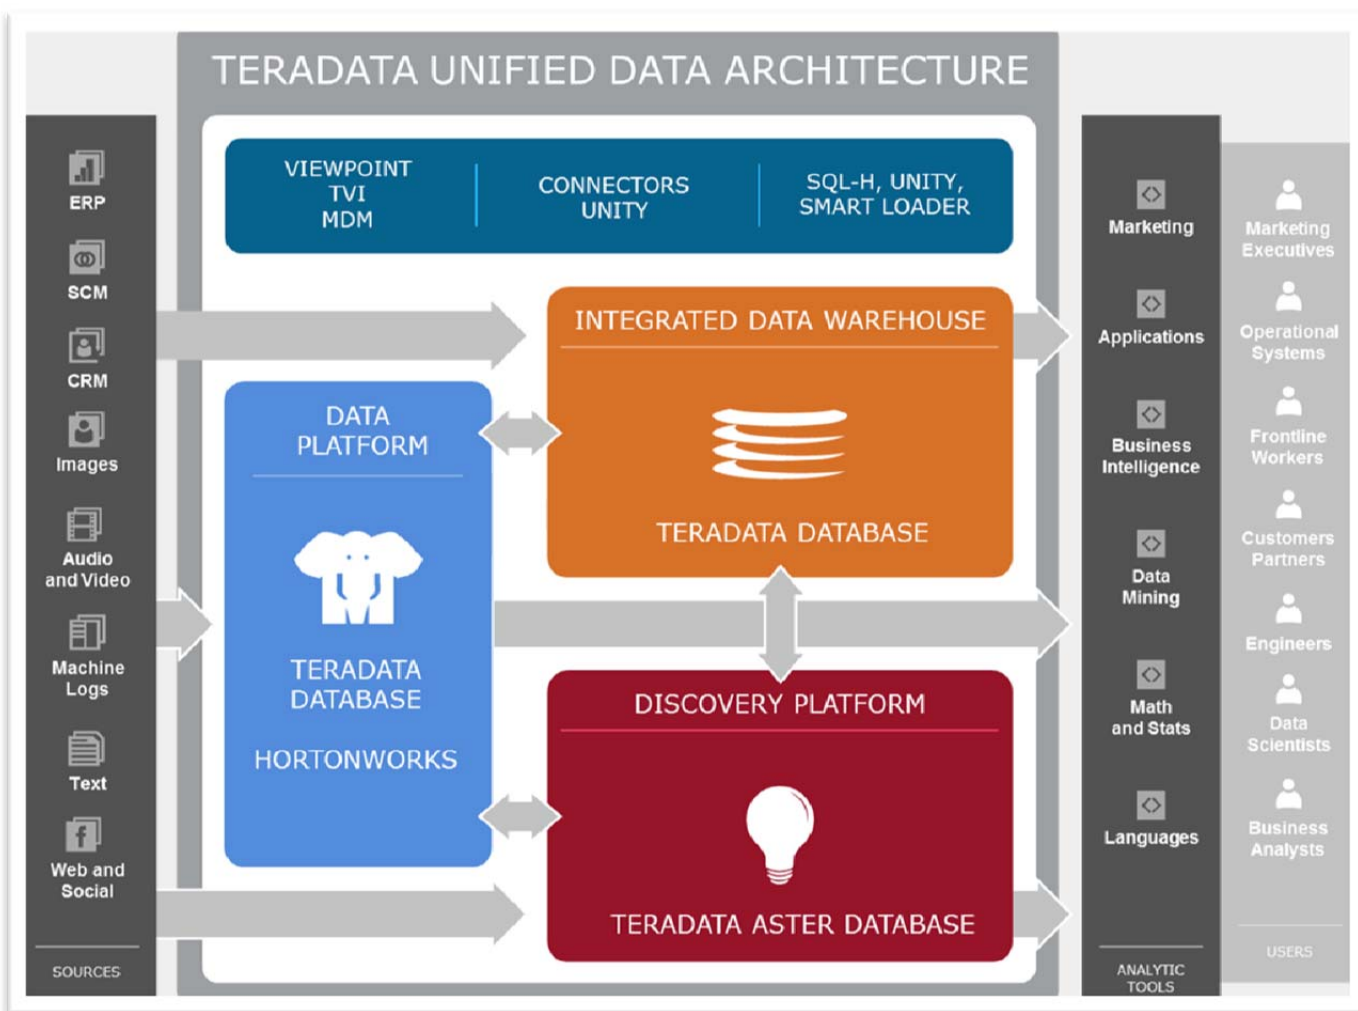 TERADATA UNIFIED DATA ARCHITECTURE
ERP
SCM
CRM
Images
Audio
and Video
Machine
Logs
Text
Web and
Social
SOURCES
VIEWPOINT
TVI
MDM
CONNECTORS
UNITY
SQL-H, UNITY,
SMART LOADER
DATA
PLATFORM
TERADATA
DATABASE
HORTONWORKS
INTEGRATED DATA WAREHOUSE
TERADATA DATABASE
DISCOVERY PLATFORM
TERADATA ASTER DATABASE
Marketing
Applications
Business
Intelligence
Data
Mining
Math
and Stats
Languages
ANALYTIC
TOOLS
Marketing
Executives
Operational
Systems
Frontline
Workers
Customers
Partners
Engineers
Data
Scientists
Business
Analysts
USERS